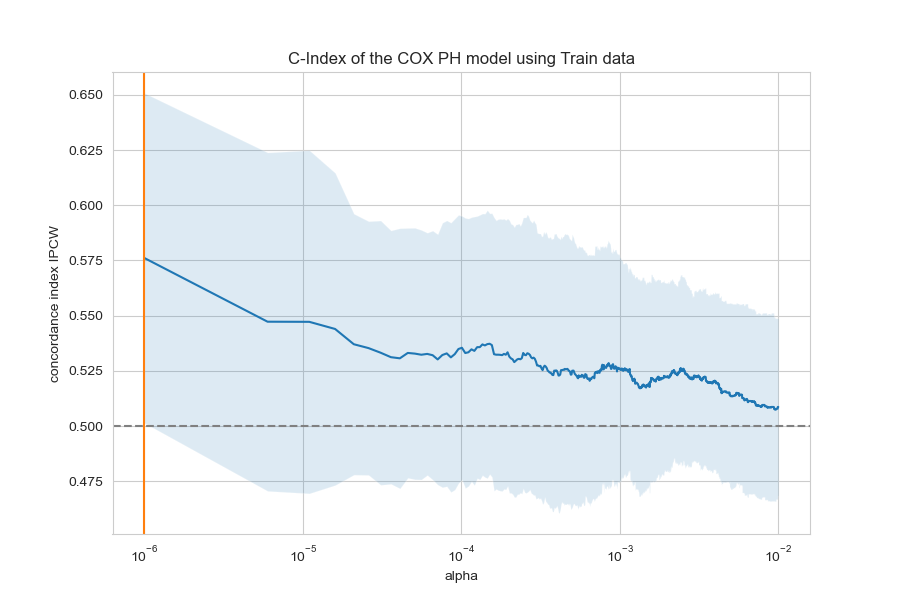 C-Index of the COX PH model using Train data
concordance index IPCW
0.650
0.625
0.600
0.575
0.550
0.525
0.500
0.475
10⁻⁶ 10⁻⁵ 10⁻⁴ 10⁻³ 10⁻²
alpha